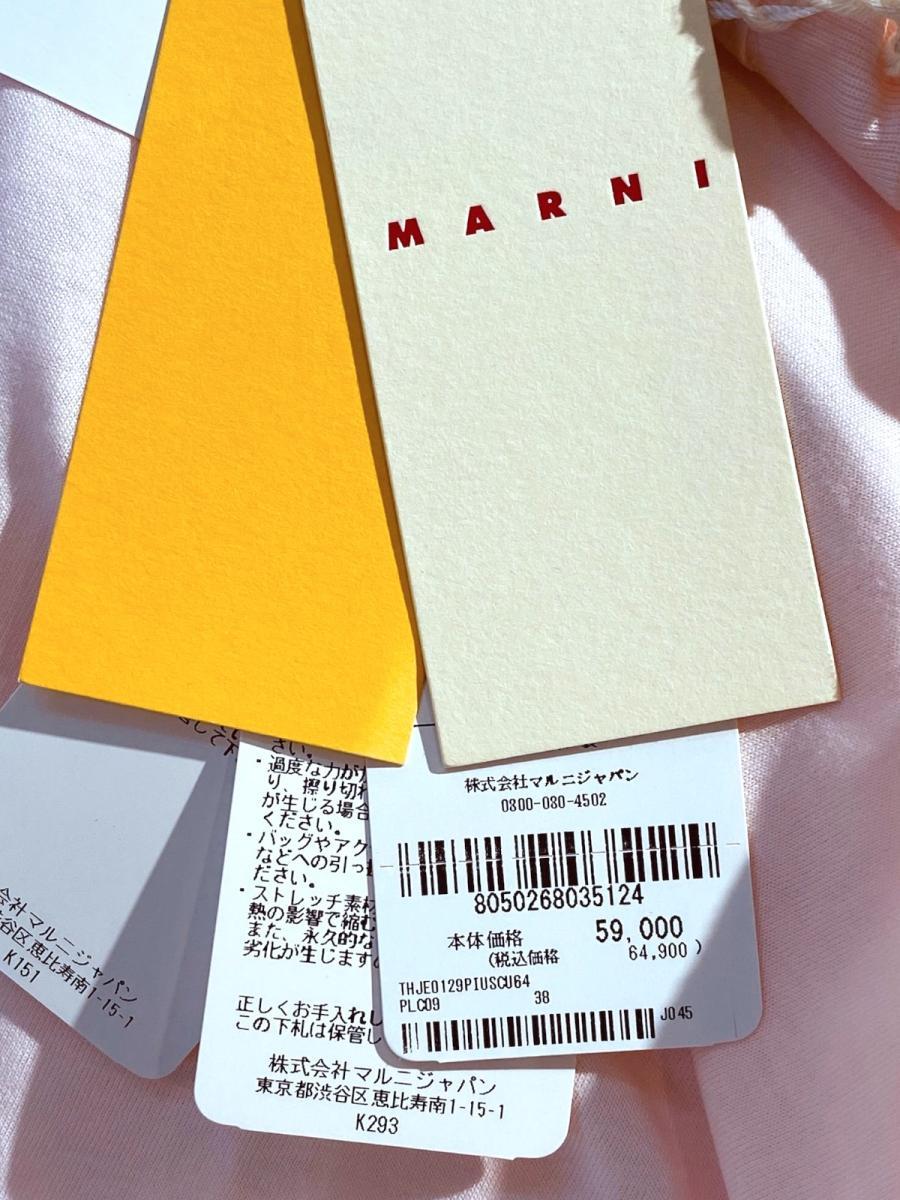 MARNI
株式会社マルニジャパン
0800-080-4502
8050268035124
本体価格 59,000
(税込価格 64,900 )
THJE0129PIUSCU64
PLC09 38
J045
さい。
・過度な力が
り、擦り切れ
が生じる場合
ください。
・バッグやアク
などへの引っ
ださい。
・ストレッチ素材
熱の影響で縮む
また、永久的な
劣化が生じます
正しくお手入れし
この下札は保管し
株式会社マルニジャパン
東京都渋谷区恵比寿南1-15-1
K293
会社マルニジャパン
渋谷区恵比寿南1-15-1
K151